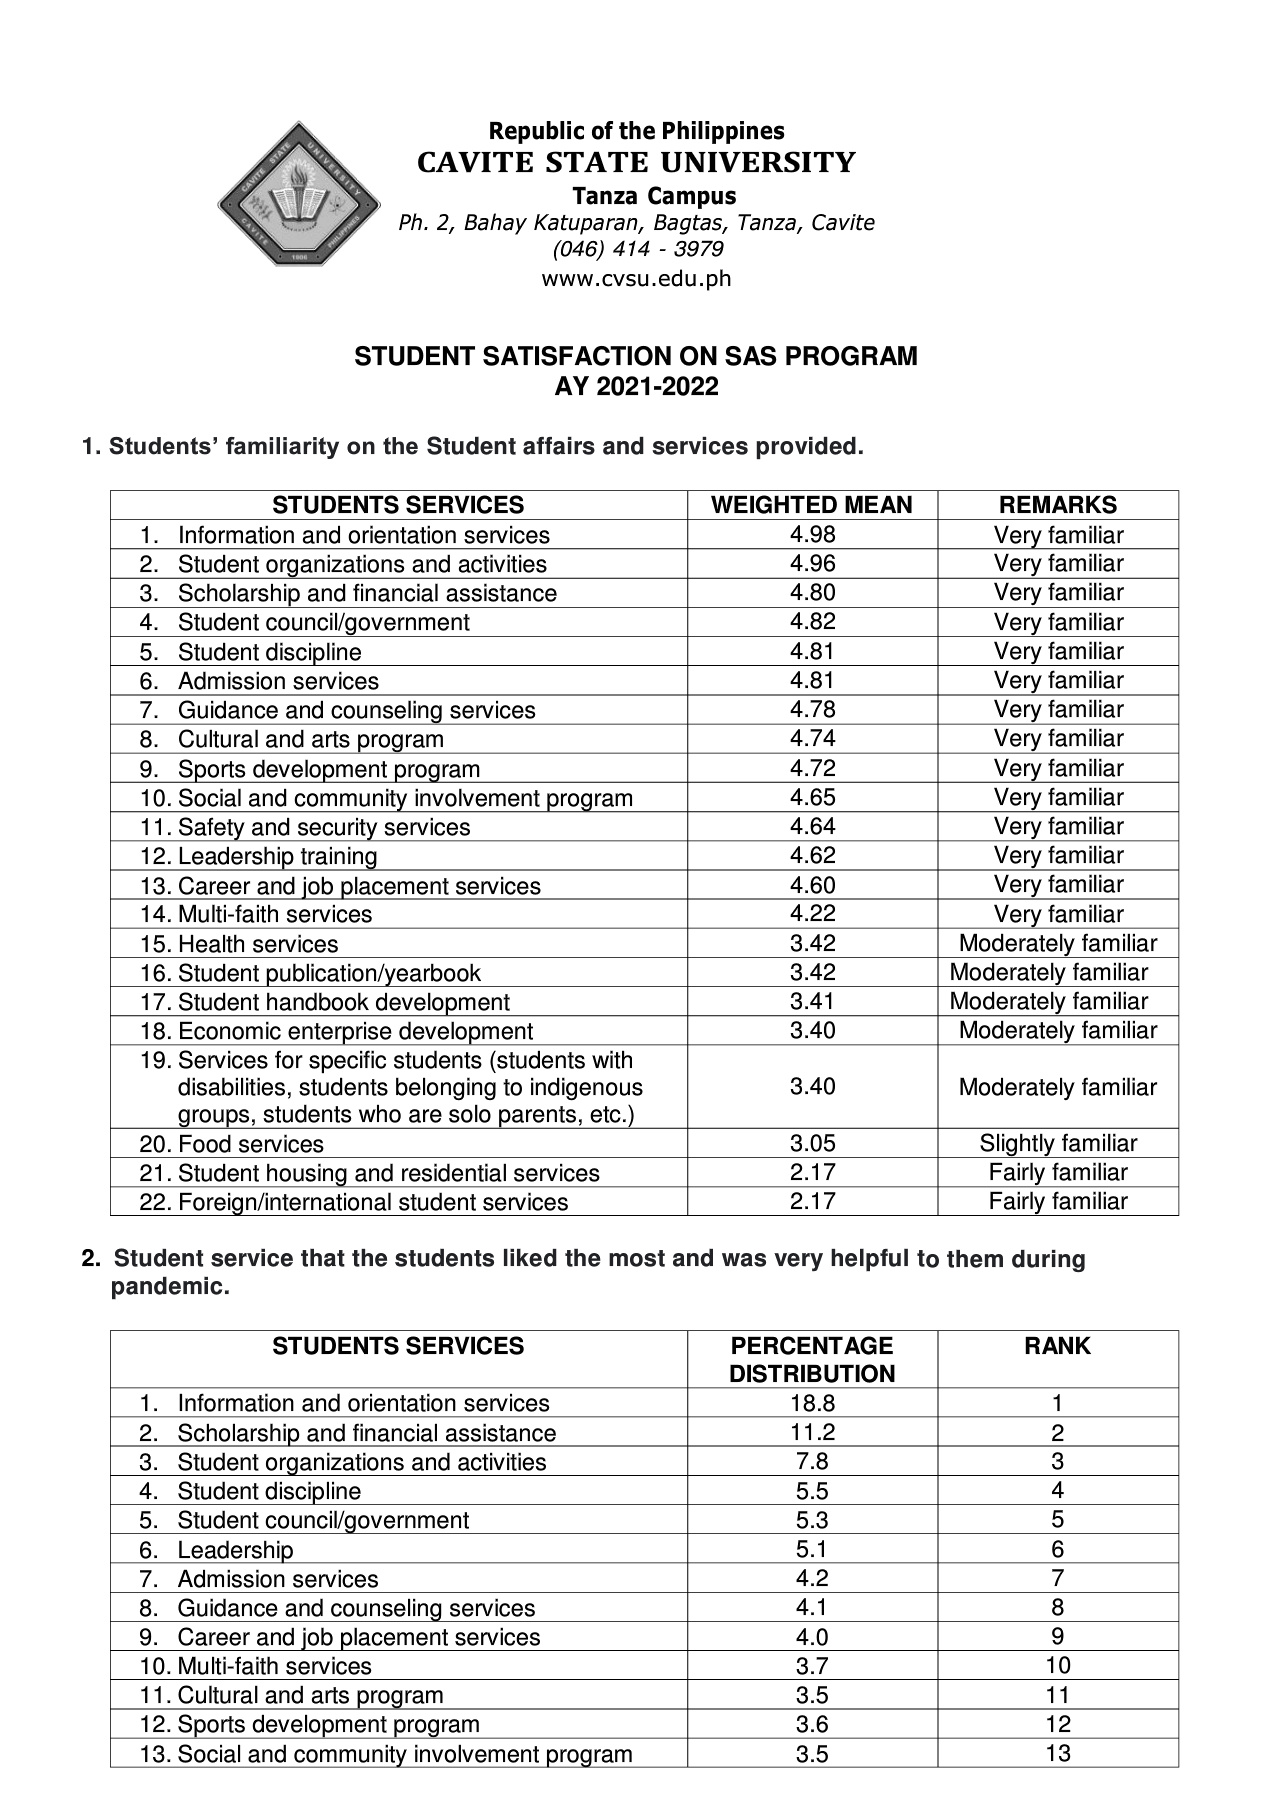 CAVITE STATE UNIVERSITY
CAVITE PHILIPPINES
1906
Republic of the Philippines
CAVITE STATE UNIVERSITY
Tanza Campus
Ph. 2, Bahay Katuparan, Bagtas, Tanza, Cavite
(046) 414 - 3979
www.cvsu.edu.ph
STUDENT SATISFACTION ON SAS PROGRAM
AY 2021-2022
1. Students’ familiarity on the Student affairs and services provided.
STUDENTS SERVICES WEIGHTED MEAN REMARKS
1. Information and orientation services 4.98 Very familiar
2. Student organizations and activities 4.96 Very familiar
3. Scholarship and financial assistance 4.80 Very familiar
4. Student council/government 4.82 Very familiar
5. Student discipline 4.81 Very familiar
6. Admission services 4.81 Very familiar
7. Guidance and counseling services 4.78 Very familiar
8. Cultural and arts program 4.74 Very familiar
9. Sports development program 4.72 Very familiar
10. Social and community involvement program 4.65 Very familiar
11. Safety and security services 4.64 Very familiar
12. Leadership training 4.62 Very familiar
13. Career and job placement services 4.60 Very familiar
14. Multi-faith services 4.22 Very familiar
15. Health services 3.42 Moderately familiar
16. Student publication/yearbook 3.42 Moderately familiar
17. Student handbook development 3.41 Moderately familiar
18. Economic enterprise development 3.40 Moderately familiar
19. Services for specific students (students with
disabilities, students belonging to indigenous 3.40 Moderately familiar
groups, students who are solo parents, etc.)
20. Food services 3.05 Slightly familiar
21. Student housing and residential services 2.17 Fairly familiar
22. Foreign/international student services 2.17 Fairly familiar
2. Student service that the students liked the most and was very helpful to them during
pandemic.
STUDENTS SERVICES PERCENTAGE RANK
DISTRIBUTION
1. Information and orientation services 18.8 1
2. Scholarship and financial assistance 11.2 2
3. Student organizations and activities 7.8 3
4. Student discipline 5.5 4
5. Student council/government 5.3 5
6. Leadership 5.1 6
7. Admission services 4.2 7
8. Guidance and counseling services 4.1 8
9. Career and job placement services 4.0 9
10. Multi-faith services 3.7 10
11. Cultural and arts program 3.5 11
12. Sports development program 3.6 12
13. Social and community involvement program 3.5 13